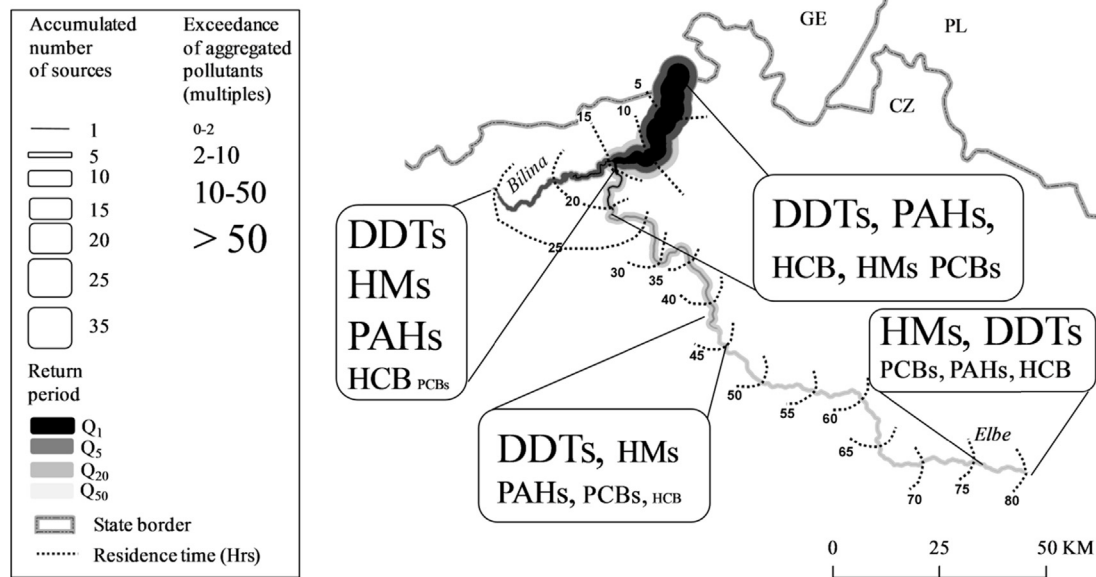 Accumulated
number
of sources
Exceedance
of aggregated
pollutants
(multiples)
1
0-2
5
2-10
10
10-50
15
20
> 50
25
35
Return
period
Q1
Q5
Q20
Q50
State border
Residence time (Hrs)
GE
PL
CZ
5
10
15
Bilina
20
25
30
35
40
45
50
55
60
65
70
75
80
Elbe
DDTs
HMs
PAHs
HCB PCBs
DDTs, PAHs,
HCB, HMs PCBs
HMs, DDTs
PCBs, PAHs, HCB
DDTs, HMs
PAHs, PCBs, HCB
0
25
50 KM